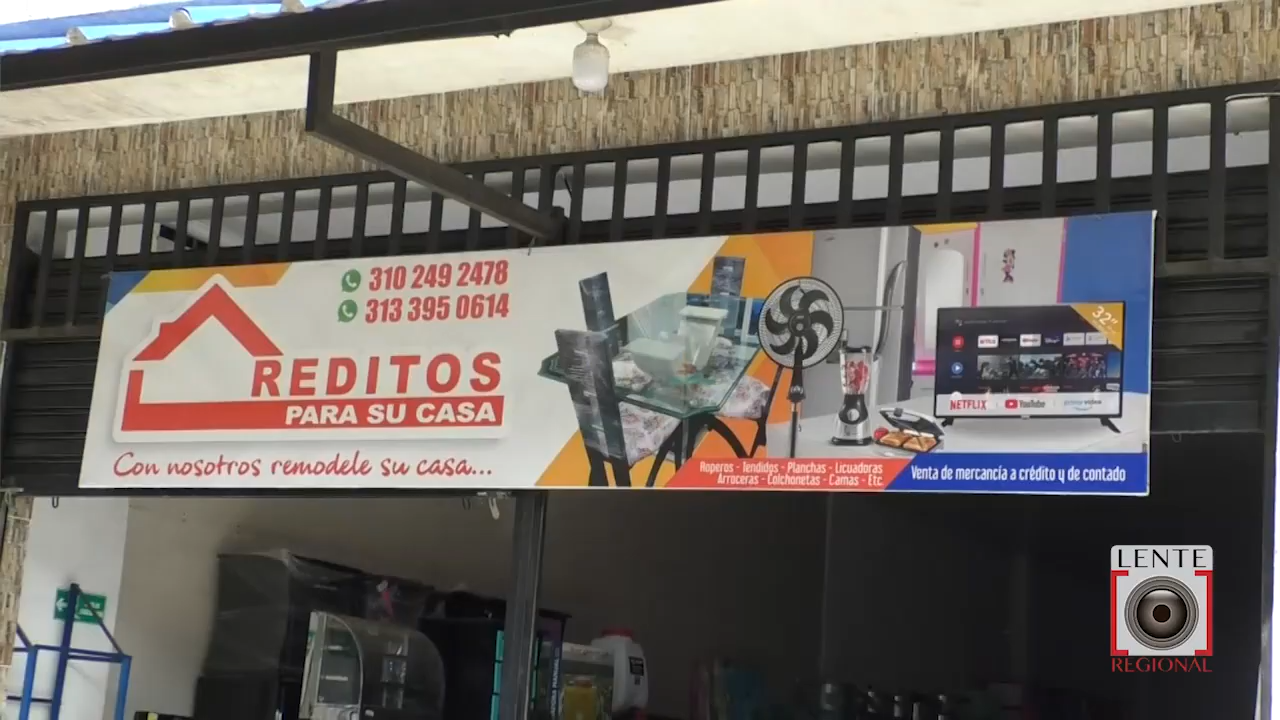 310 249 2478
313 395 0614
REDITOS
PARA SU CASA
Con nosotros remodele su casa...
32"
NETFLIX YouTube prime video
Roperos - Tendidos - Planchas - Licuadoras
Arroceras - Colchonetas - Camas - Etc
Venta de mercancía a crédito y de contado
LENTE
REGIONAL